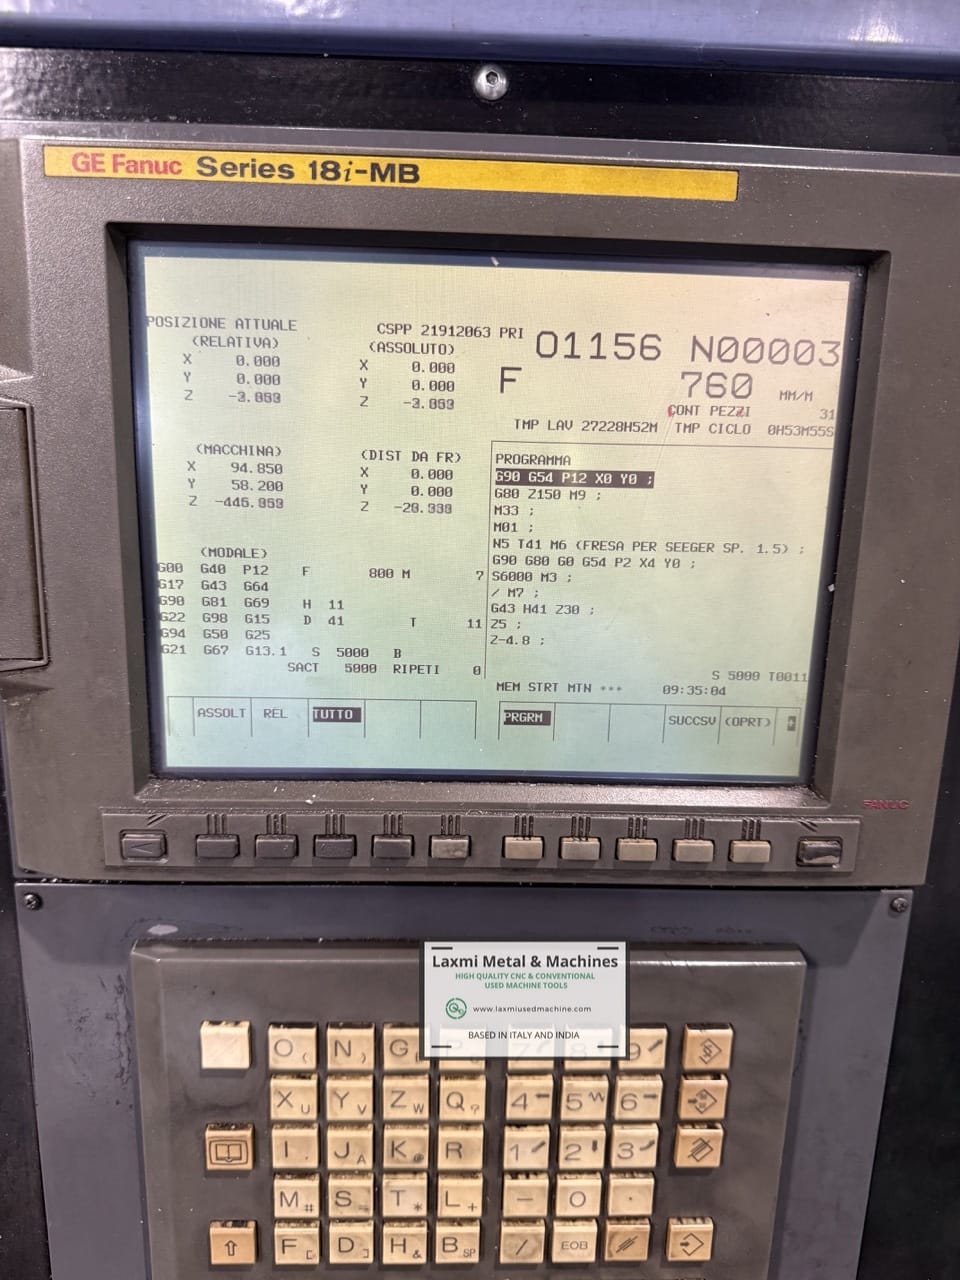 GE Fanuc Series 18i-MB
POSIZIONE ATTUALE
CSPP 21912063 PRI
O1156 N00003
(RELATIVA)
X 0.000
Y 0.000
Z
(ASSOLUTO)
X 0.000
Y 0.000
Z
F 760 MM/M
CONT PEZZI 31
TMP LAV 27228H52M TMP CICLO 0H53M55S
(MACCHINA)
X 94.850
Y 58.200
Z
(DIST DA FR)
X 0.000
Y 0.000
Z
(MODALE)
G00 G40 P12 F 800 M 7
G17 G43 G64
G90 G81 G69 H 11
G22 G98 G15 D 41 T 11
G94 G50 G25
G21 G67 G13.1 S 5000 B
SACT 5000 RIPETI 0
PROGRAMMA
G90 G54 P12 X0 Y0 ;
G80 Z150 M9 ;
M33 ;
M01 ;
N5 T41 M6 (FRESA PER SEEGER SP. 1.5) ;
G90 G80 G0 G54 P2 X4 Y0 ;
S6000 M3 ;
/ M7 ;
G43 H41 Z30 ;
Z5 ;
Z-4.8 ;
S 5000 T0011
MEM STRT MTN *** 09:35:04
ASSOLT REL TUTTO
PRGRM SUCCSV (OPRT) +
FANUC
Laxmi Metal & Machines
HIGH QUALITY CNC & CONVENTIONAL
USED MACHINE TOOLS
www.laxmiusedmachine.com
BASED IN ITALY AND INDIA
O ( N ) G 9
X U Y V Z W Q ? 4 5 6
I J A K @ R 1 2 3
M # S = T * L + - 0 .
F [ D ] H & B SP / EOB